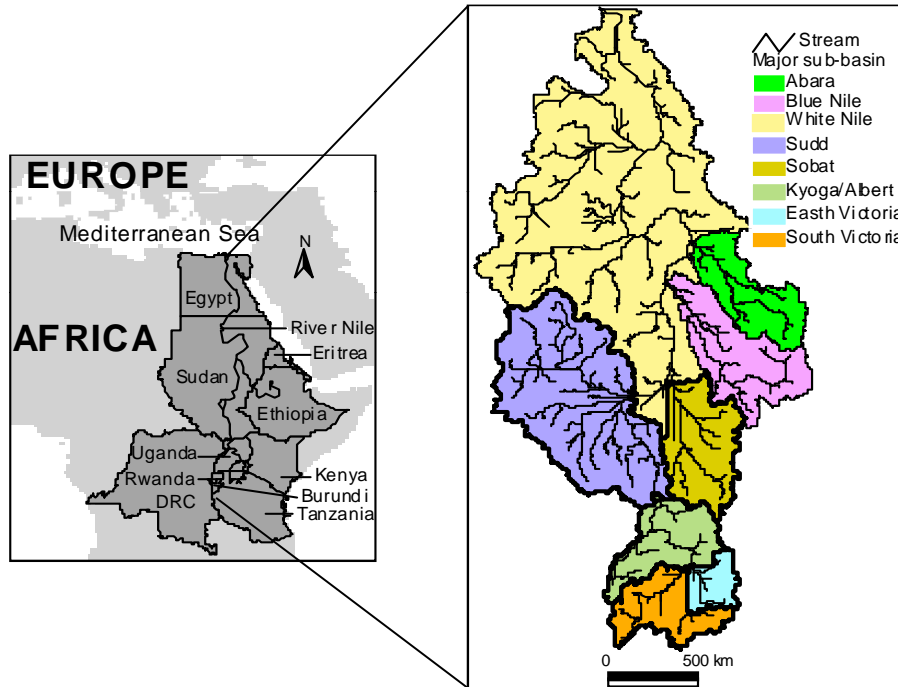 EUROPE
Mediterranean Sea
N
Egypt
River Nile
AFRICA
Eritrea
Sudan
Ethiopia
Uganda
Kenya
Rwanda
Burundi
DRC
Tanzania
Stream
Major sub-basin
Abara
Blue Nile
White Nile
Sudd
Sobat
Kyoga/Albert
Easth Victoria
South Victoria
0 500 km